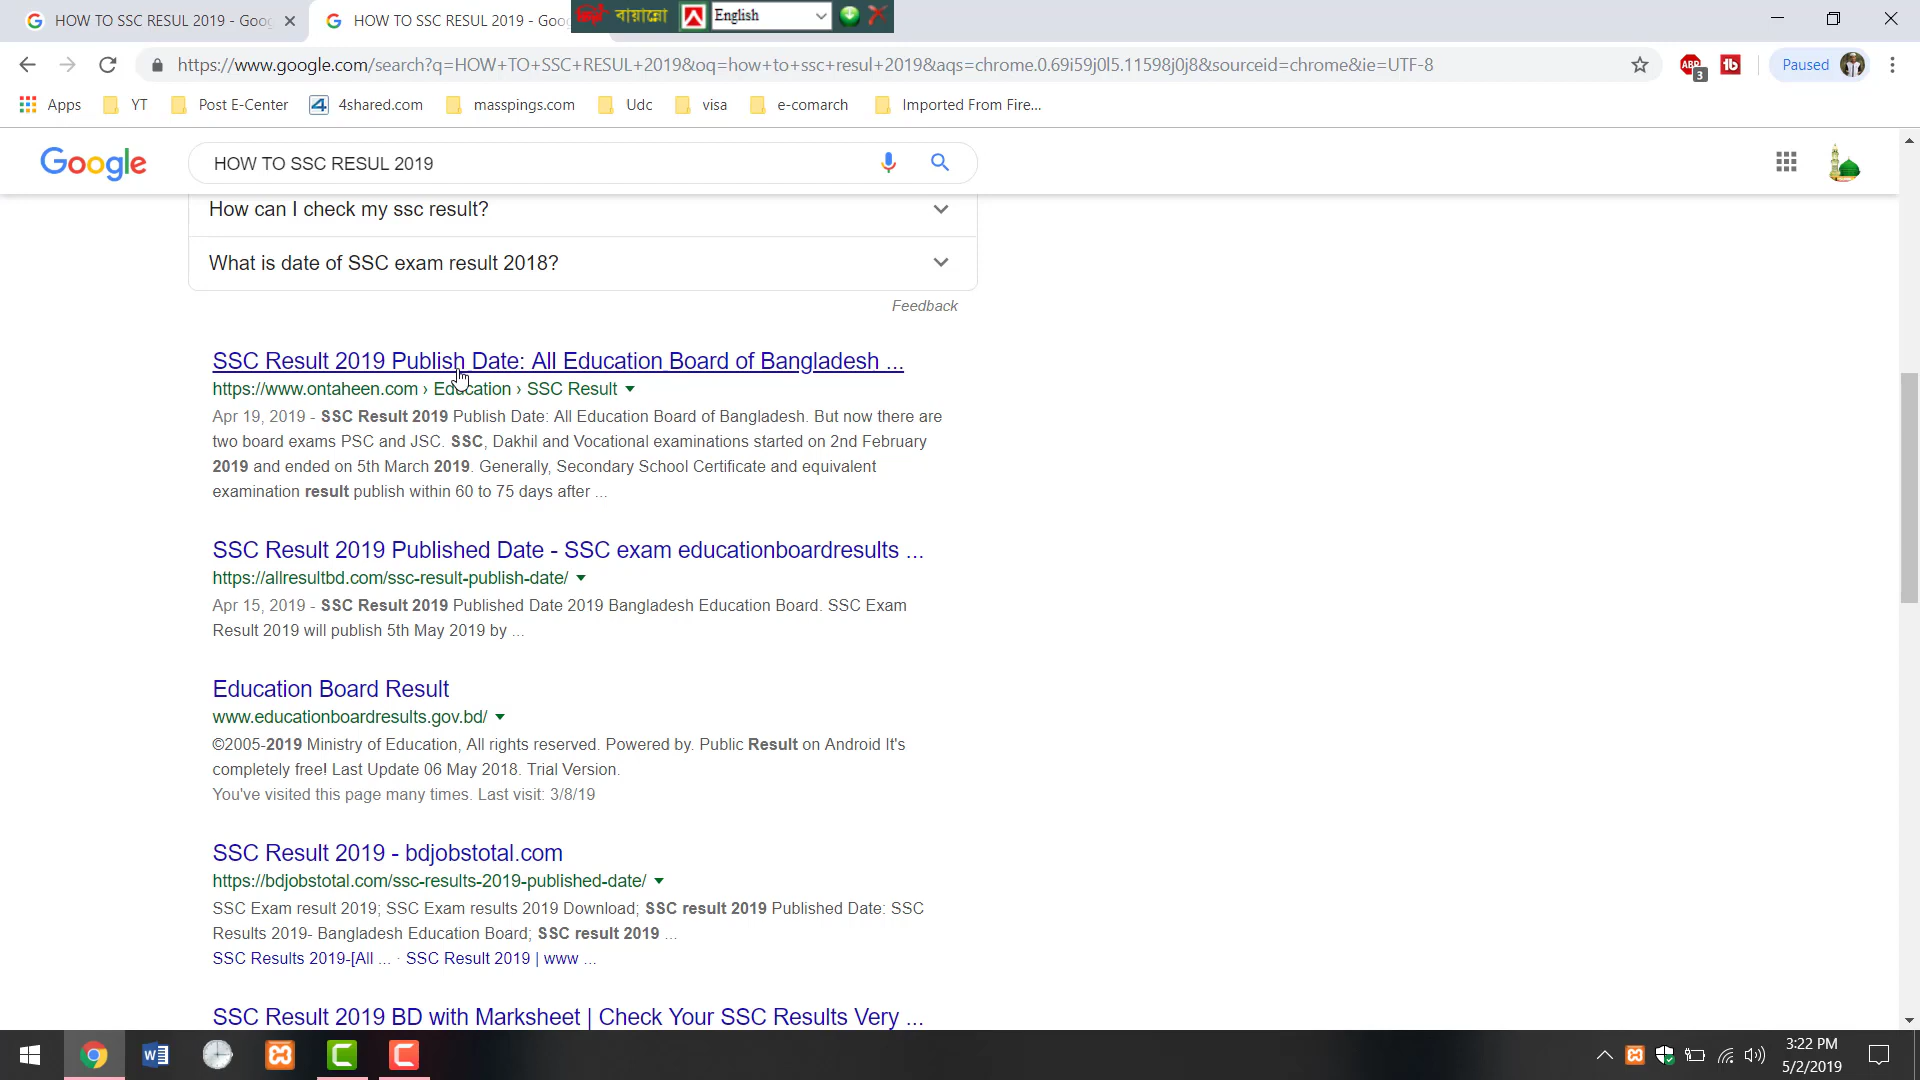 HOW TO SSC RESUL 2019 - Goog
HOW TO SSC RESUL 2019 - Goo
বায়ান্নো
English
https://www.google.com/search?q=HOW+TO+SSC+RESUL+2019&oq=how+to+ssc+resul+2019&aqs=chrome.0.69i59j0l5.11598j0j8&sourceid=chrome&ie=UTF-8
ABP
3
Paused
Apps
YT
Post E-Center
4shared.com
masspings.com
Udc
visa
e-comarch
Imported From Fire...
Google
HOW TO SSC RESUL 2019
How can I check my ssc result?
What is date of SSC exam result 2018?
Feedback
SSC Result 2019 Publish Date: All Education Board of Bangladesh ...
https://www.ontaheen.com › Education › SSC Result
Apr 19, 2019 - SSC Result 2019 Publish Date: All Education Board of Bangladesh. But now there are
two board exams PSC and JSC. SSC, Dakhil and Vocational examinations started on 2nd February
2019 and ended on 5th March 2019. Generally, Secondary School Certificate and equivalent
examination result publish within 60 to 75 days after ...
SSC Result 2019 Published Date - SSC exam educationboardresults ...
https://allresultbd.com/ssc-result-publish-date/
Apr 15, 2019 - SSC Result 2019 Published Date 2019 Bangladesh Education Board. SSC Exam
Result 2019 will publish 5th May 2019 by ...
Education Board Result
www.educationboardresults.gov.bd/
©2005-2019 Ministry of Education, All rights reserved. Powered by. Public Result on Android It's
completely free! Last Update 06 May 2018. Trial Version.
You've visited this page many times. Last visit: 3/8/19
SSC Result 2019 - bdjobstotal.com
https://bdjobstotal.com/ssc-results-2019-published-date/
SSC Exam result 2019; SSC Exam results 2019 Download; SSC result 2019 Published Date: SSC
Results 2019- Bangladesh Education Board; SSC result 2019 ...
SSC Results 2019-[All ... · SSC Result 2019 | www ...
SSC Result 2019 BD with Marksheet | Check Your SSC Results Very ...
3:22 PM
5/2/2019